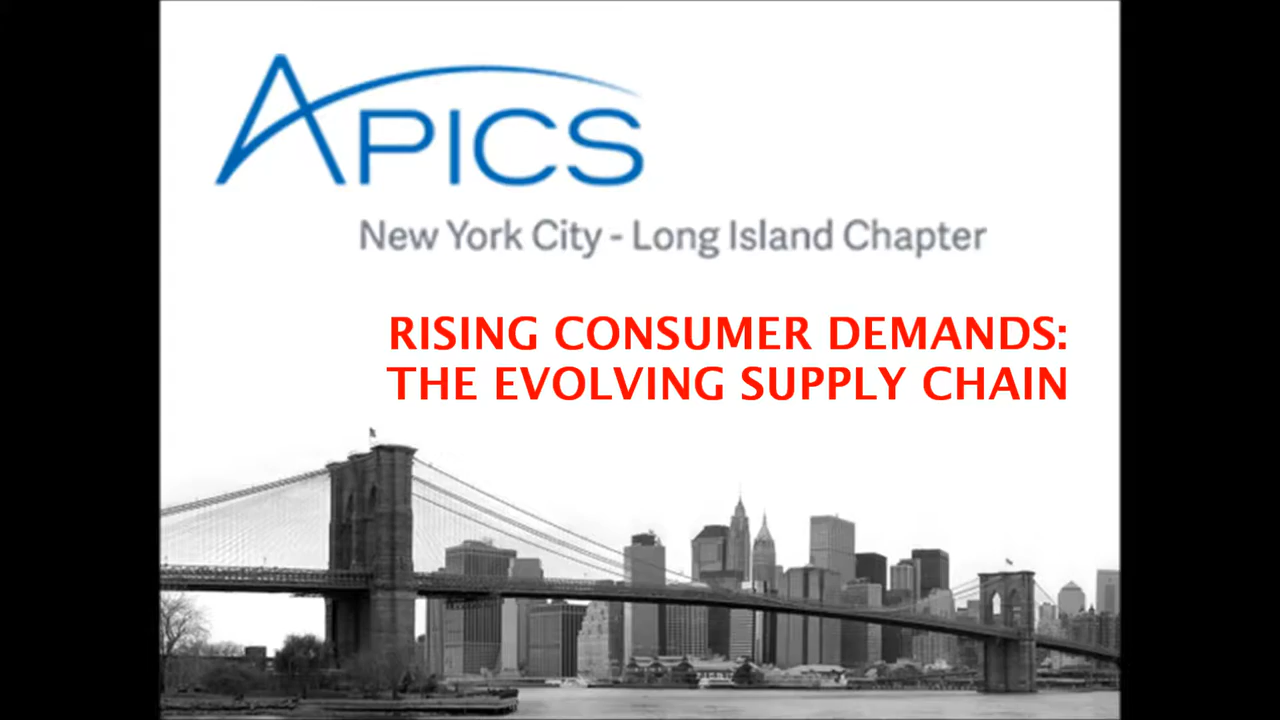 APICS
New York City - Long Island Chapter
RISING CONSUMER DEMANDS:
THE EVOLVING SUPPLY CHAIN